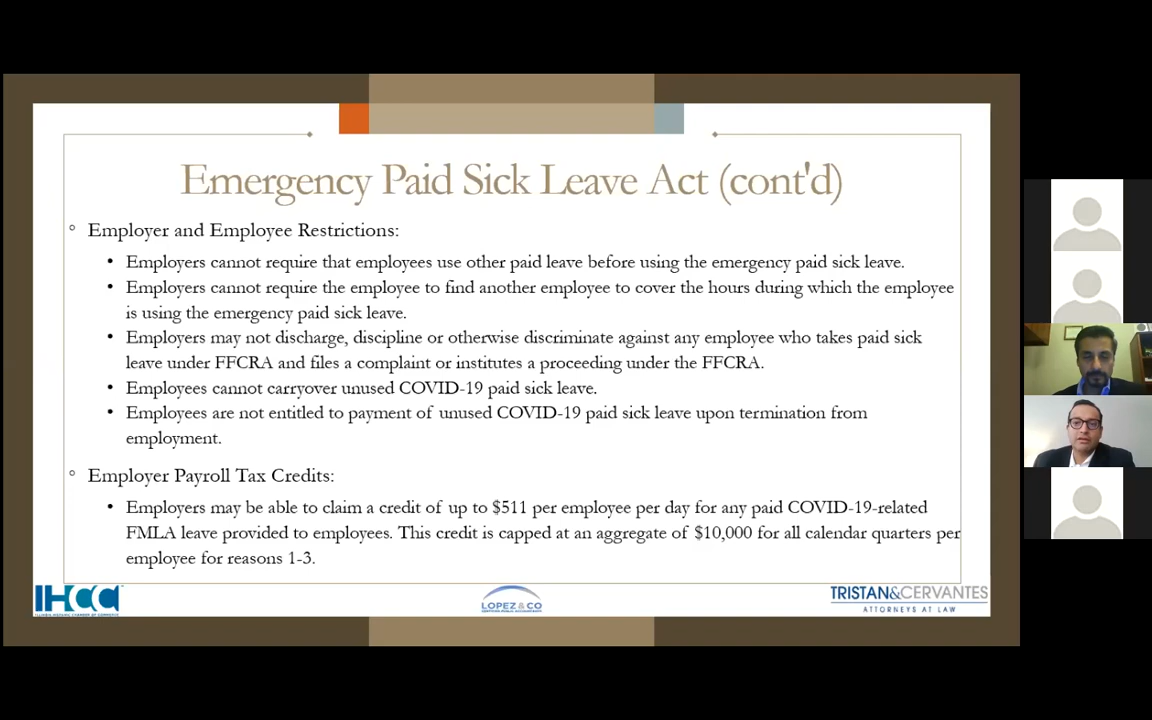 Emergency Paid Sick Leave Act (cont'd)
Employer and Employee Restrictions:
Employers cannot require that employees use other paid leave before using the emergency paid sick leave.
Employers cannot require the employee to find another employee to cover the hours during which the employee
is using the emergency paid sick leave.
Employers may not discharge, discipline or otherwise discriminate against any employee who takes paid sick
leave under FFCRA and files a complaint or institutes a proceeding under the FFCRA.
Employees cannot carryover unused COVID-19 paid sick leave.
Employees are not entitled to payment of unused COVID-19 paid sick leave upon termination from
employment.
Employer Payroll Tax Credits:
Employers may be able to claim a credit of up to $511 per employee per day for any paid COVID-19-related
FMLA leave provided to employees. This credit is capped at an aggregate of $10,000 for all calendar quarters per
employee for reasons 1-3.
IHCC
LOPEZ & CO
TRISTAN&CERVANTES
ATTORNEYS AT LAW